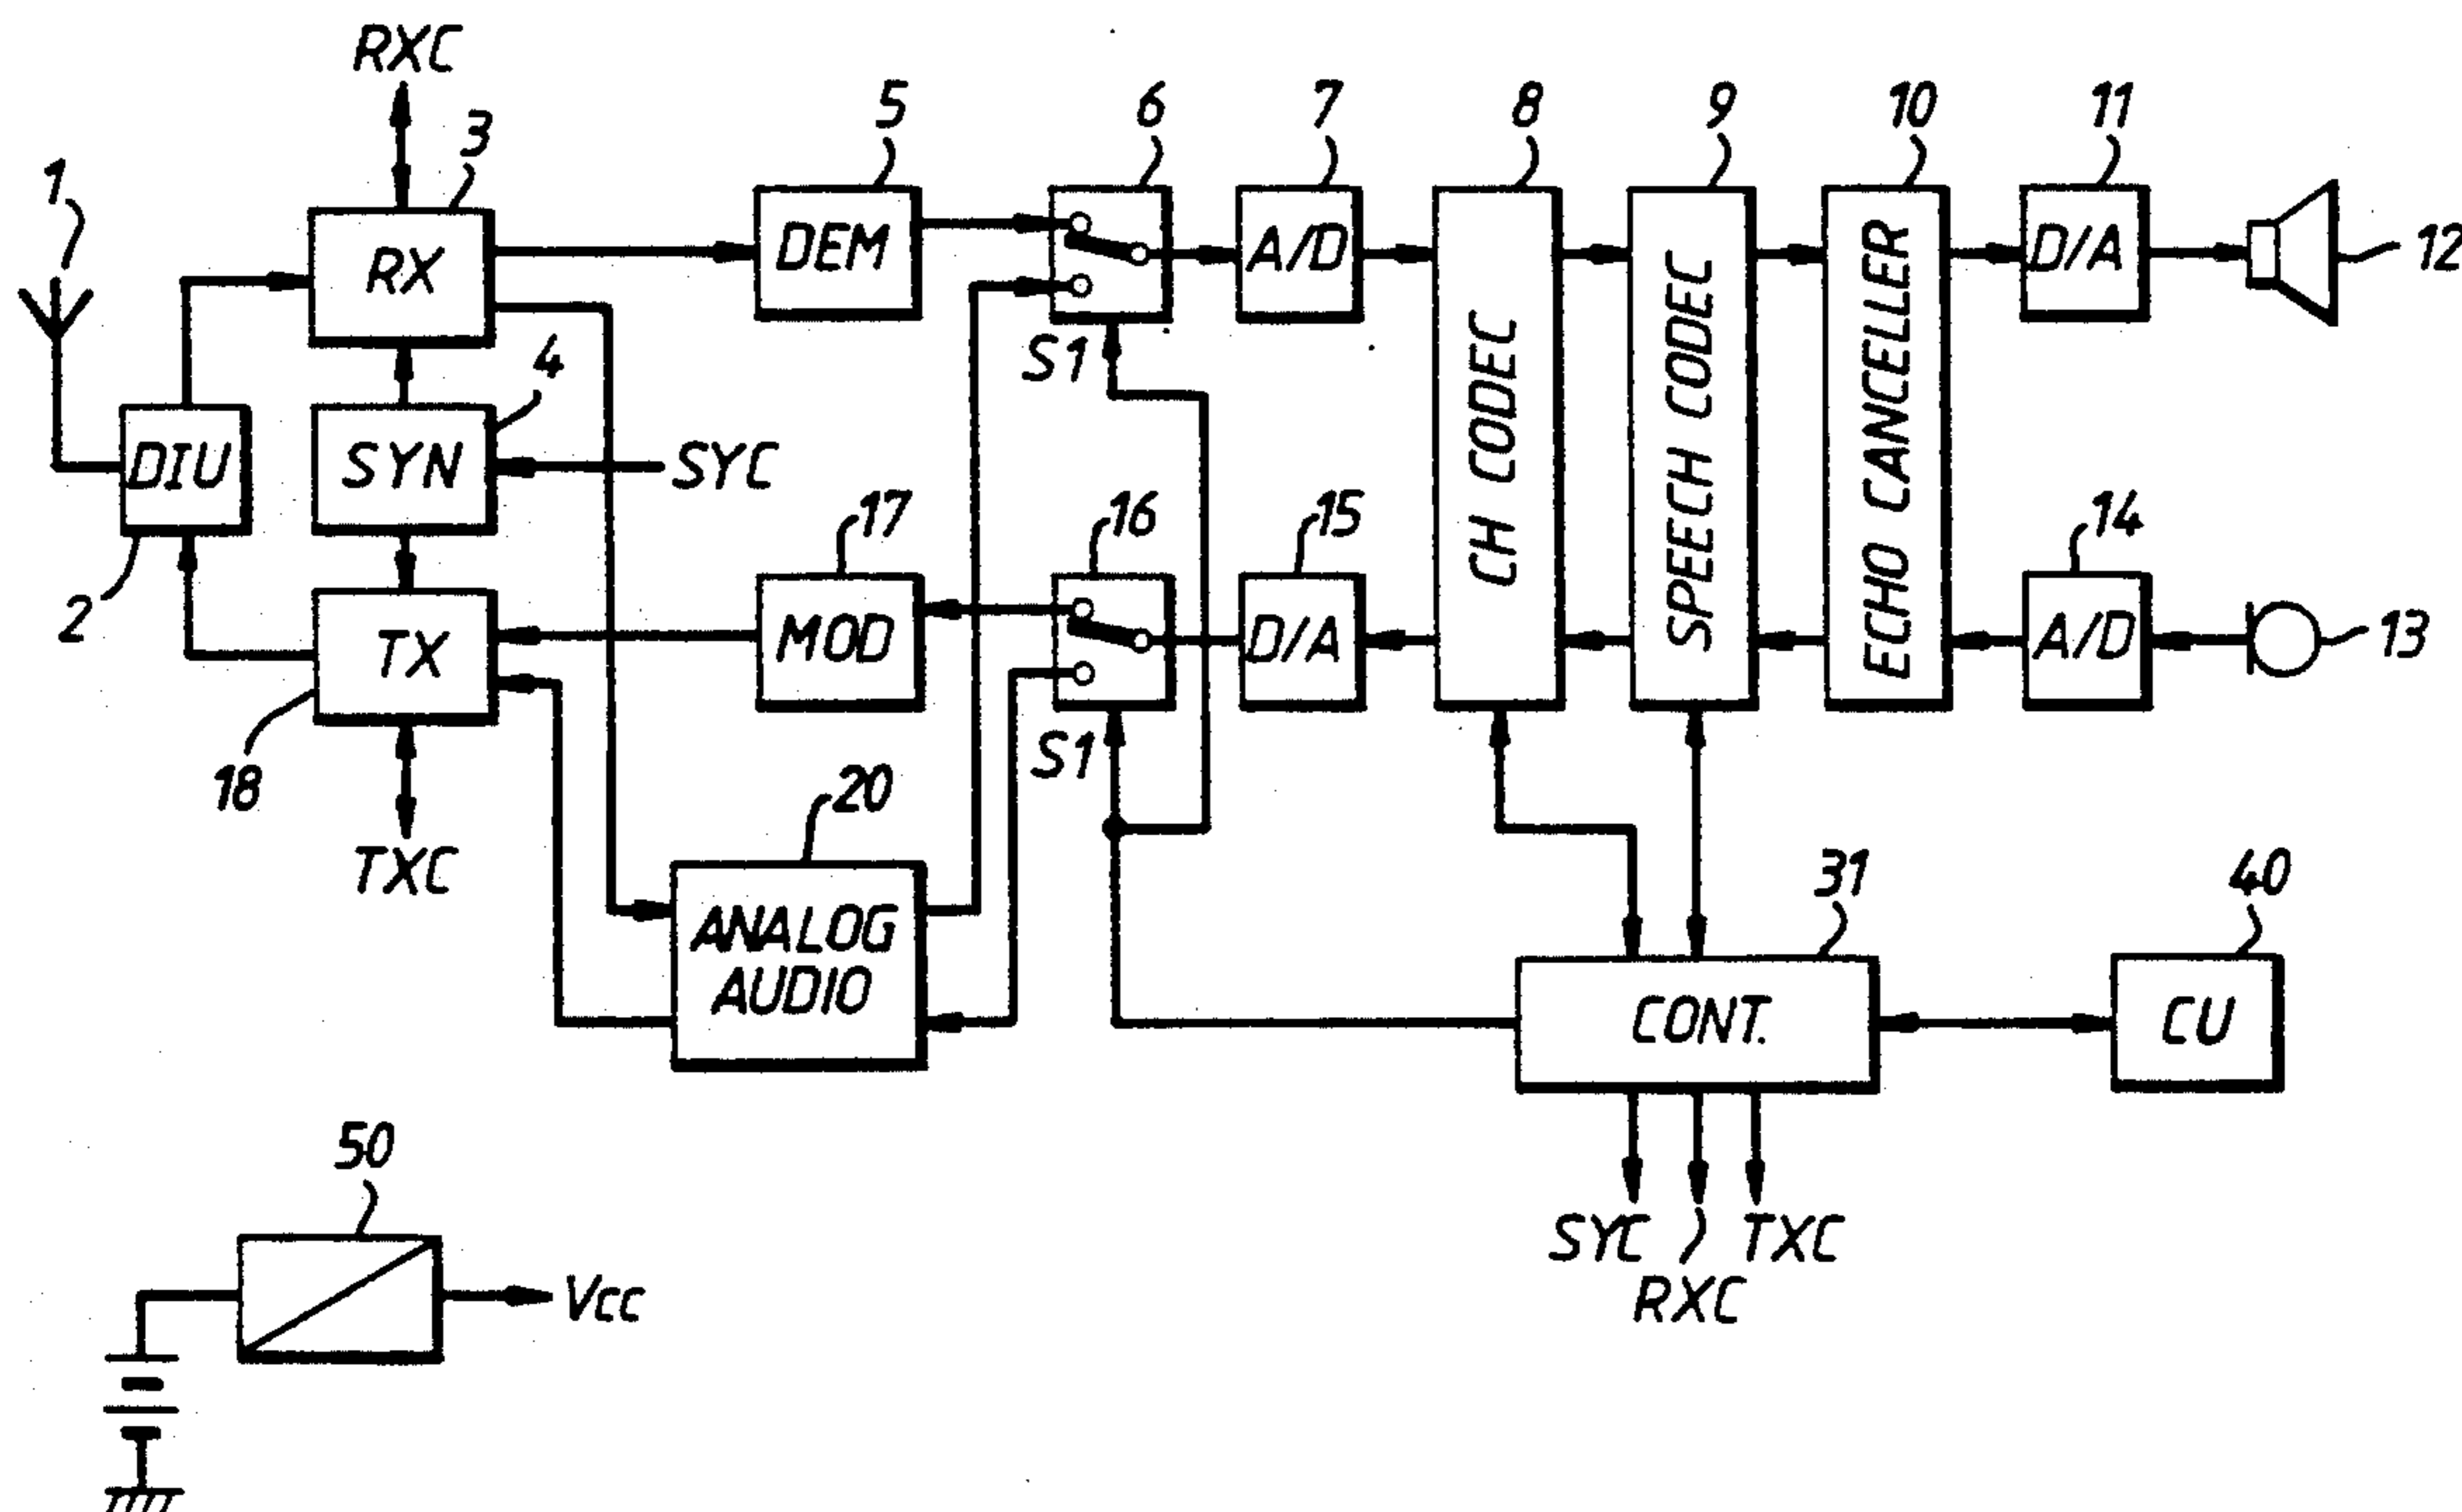 RXC
1
3
5
6
7
8
9
10
11
RX
DEM
A/D
CH CODEC
SPEECH CODEC
ECHO CANCELLER
D/A
12
S1
4
DIU
SYN
SYC
2
17
16
15
14
TX
MOD
D/A
A/D
13
18
S1
TXC
20
ANALOG
AUDIO
31
40
CONT.
CU
SYC
TXC
RXC
50
Vcc